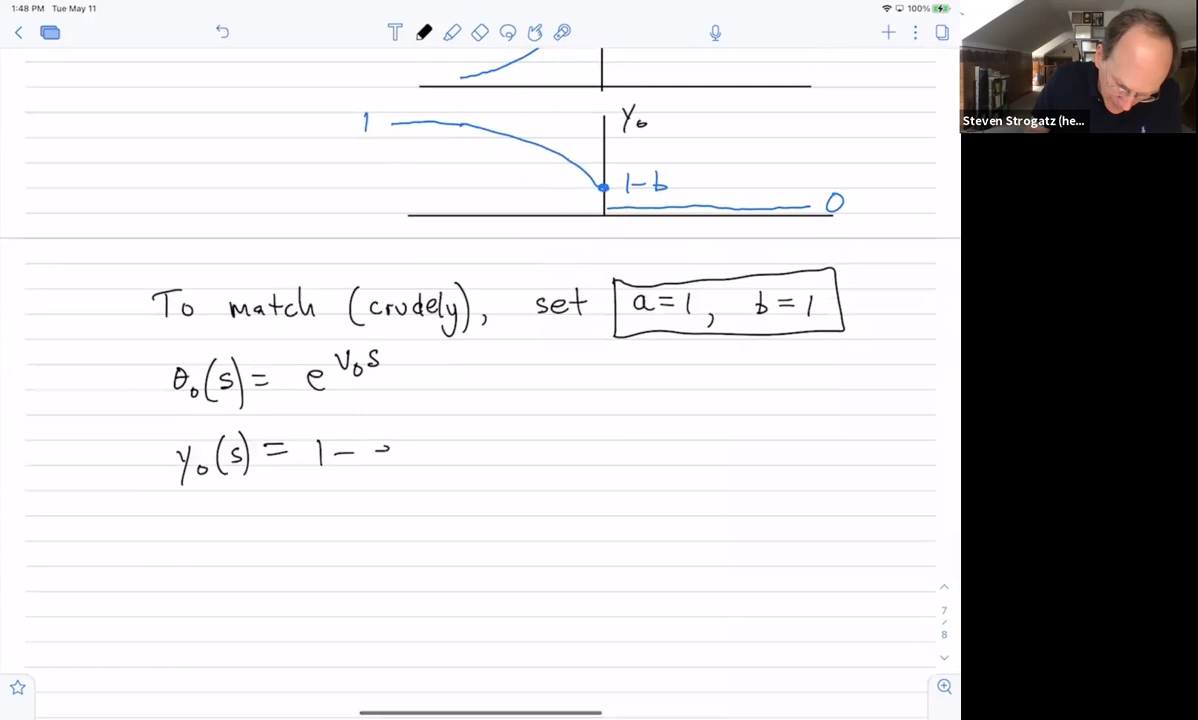 1:48 PM Tue May 11
100%
T
Y₀
1
1-b
0
To match (crudely), set a=1, b=1
θ₀(s) = e^{V₀s}
y₀(s) = 1-
7
/
8
Steven Strogatz (he...